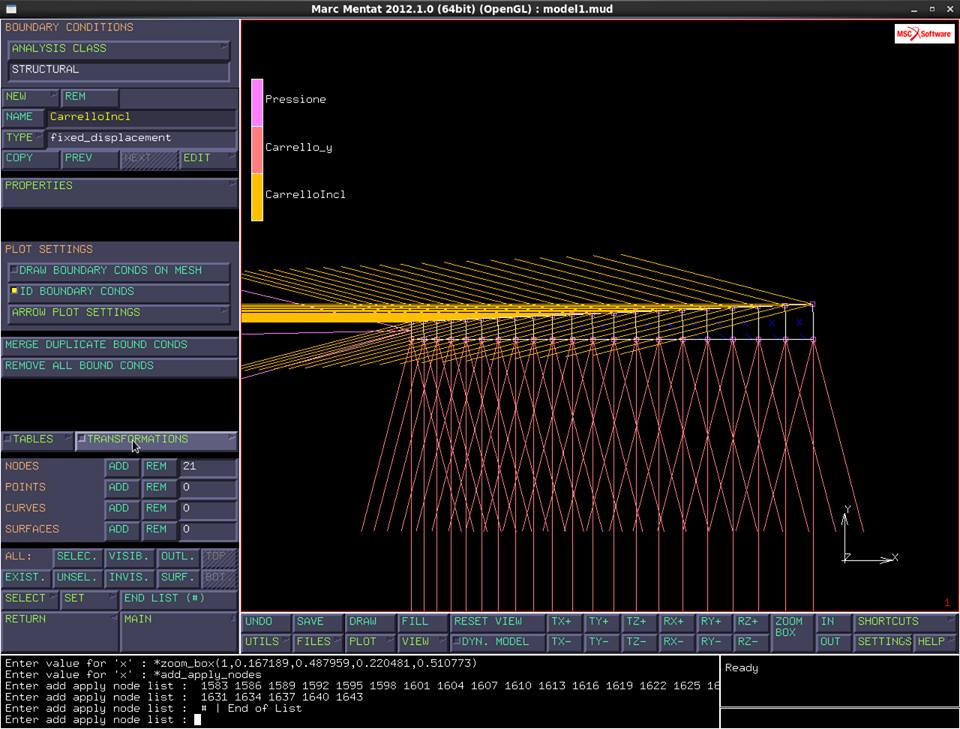 Marc Mentat 2012.1.0 (64bit) (OpenGL) : model1.mud
BOUNDARY CONDITIONS
ANALYSIS CLASS
STRUCTURAL
NEW REM
NAME CarrelloIncl
TYPE fixed_displacement
COPY PREV NEXT EDIT
PROPERTIES
PLOT SETTINGS
DRAW BOUNDARY CONDS ON MESH
ID BOUNDARY CONDS
ARROW PLOT SETTINGS
MERGE DUPLICATE BOUND CONDS
REMOVE ALL BOUND CONDS
TABLES TRANSFORMATIONS
NODES ADD REM 21
POINTS ADD REM 0
CURVES ADD REM 0
SURFACES ADD REM 0
ALL: SELEC. VISIB. OUTL. TOP
EXIST. UNSEL. INVIS. SURF. BOT.
SELECT SET END LIST (#)
RETURN MAIN
MSC Software
Pressione
Carrello_y
CarrelloIncl
Y
Z X
1
UNDO SAVE DRAW FILL RESET VIEW TX+ TY+ TZ+ RX+ RY+ RZ+ ZOOM BOX IN SHORTCUTS
UTILS FILES PLOT VIEW DYN. MODEL TX- TY- TZ- RX- RY- RZ- OUT SETTINGS HELP
Enter value for 'x' : *zoom_box(1,0.167189,0.487959,0.220481,0.510773)
Enter value for 'x' : *add_apply_nodes
Enter add apply node list : 1583 1586 1589 1592 1595 1598 1601 1604 1607 1610 1613 1616 1619 1622 1625 16
Enter add apply node list : 1631 1634 1637 1640 1643
Enter add apply node list : # | End of List
Enter add apply node list :
Ready